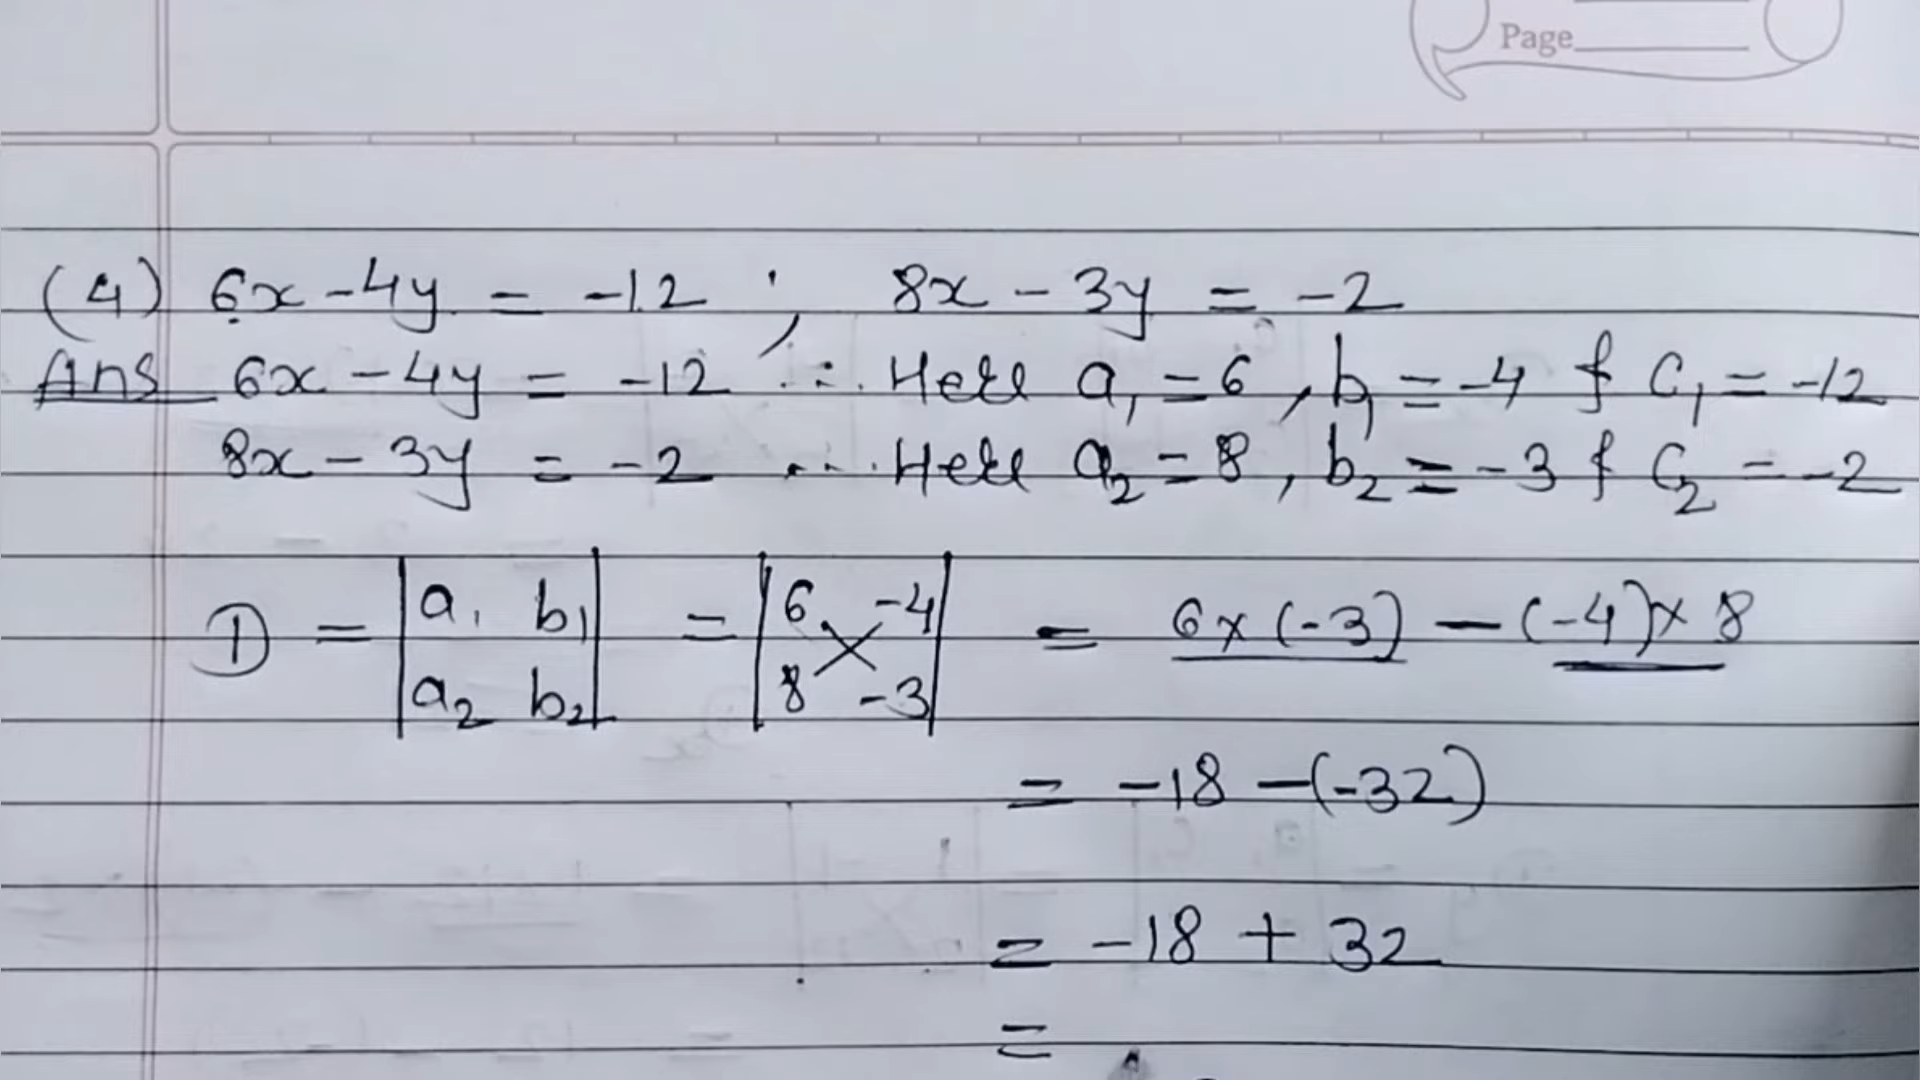 Page
(4) 6x - 4y = -12 ; 8x - 3y = -2
Ans 6x - 4y = -12 ... Here a₁ = 6, b₁ = -4 & c₁ = -12
8x - 3y = -2 ... Here a₂ = 8, b₂ = -3 & c₂ = -2
D = |a₁ b₁| = |6 -4| = 6 × (-3) - (-4) × 8
|a₂ b₂| |8 -3|
= -18 - (-32)
= -18 + 32
=